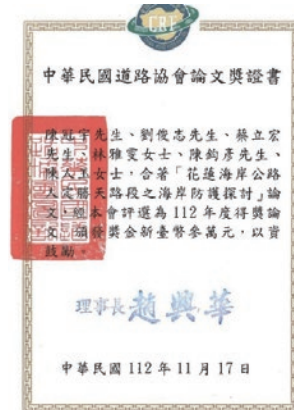 CRF
中華民國道路協會論文獎證書
陳冠宇先生、劉俊志先生、蔡立宏
先生、林雅雯女士、陳鈞彥先生、
陳人玉女士，合著「花蓮海岸公路
人定勝天路段之海岸防護探討」論
文，經本會評選為112年度得獎論
文，頒發獎金新臺幣參萬元，以資
鼓勵。
理事長 趙興華
中華民國112年11月17日